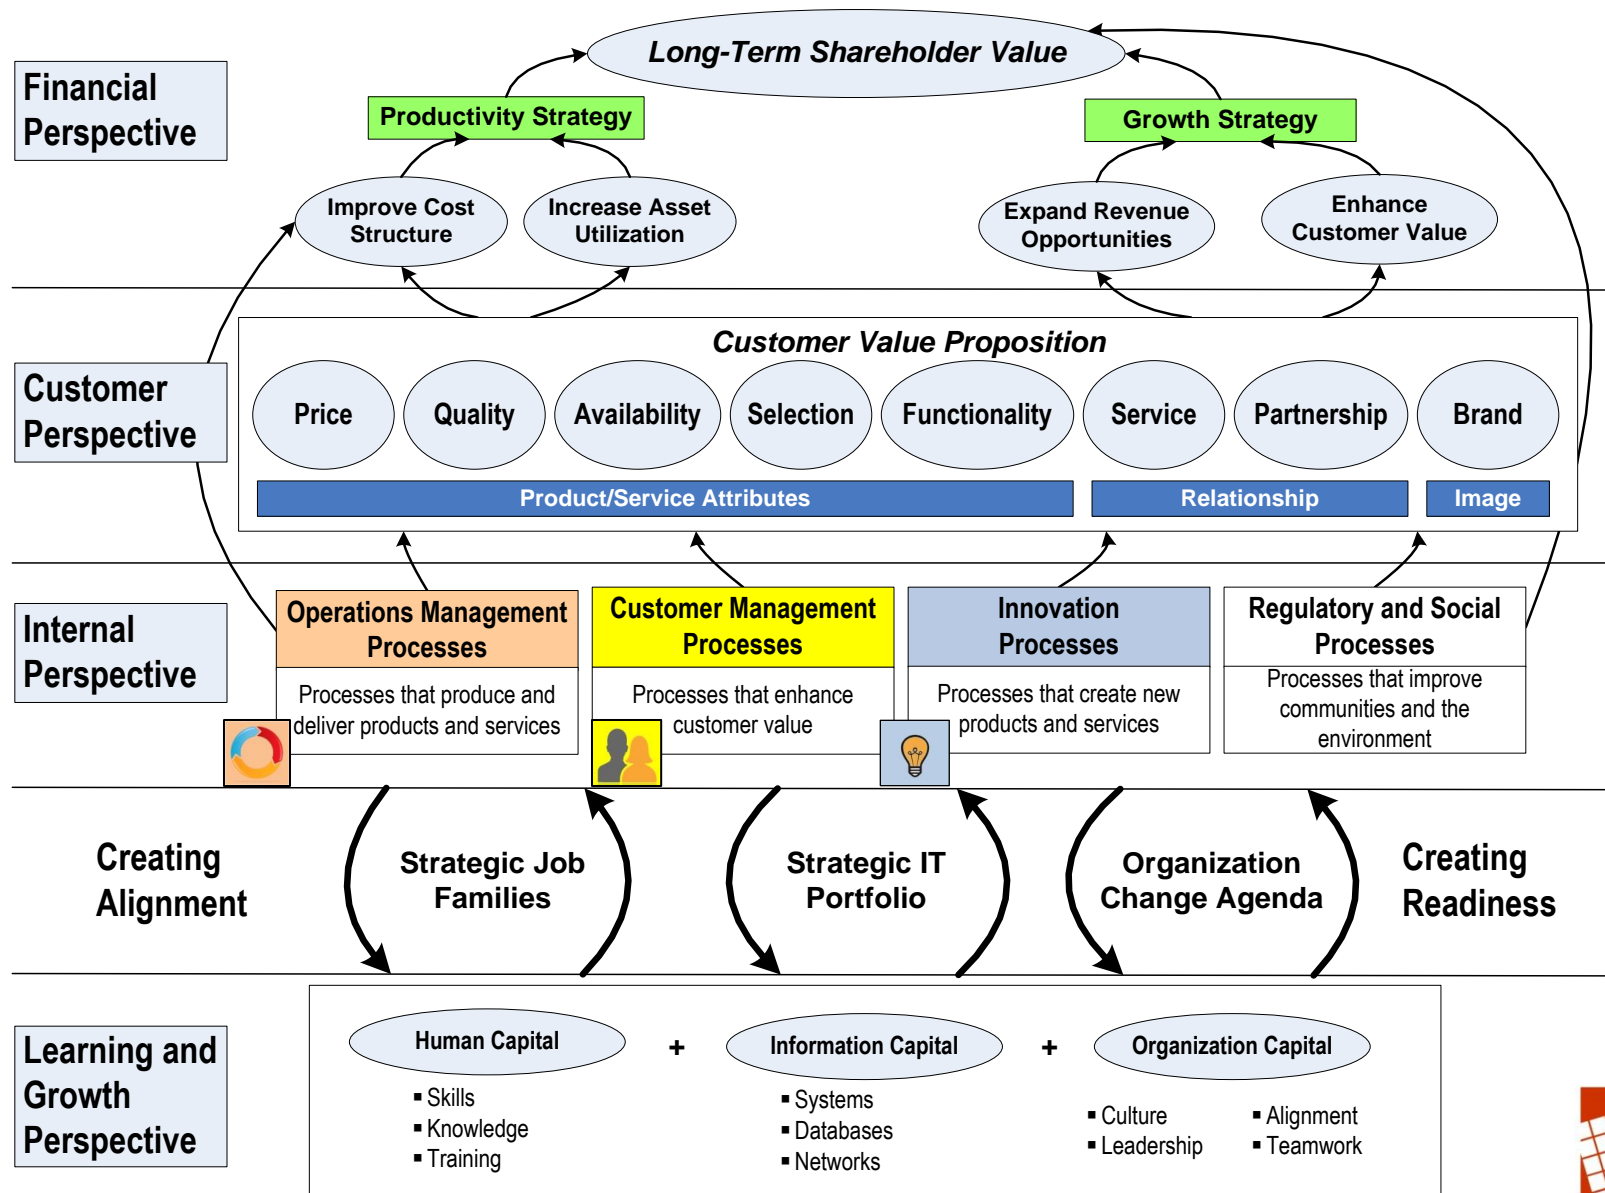 Financial
Perspective
Long-Term Shareholder Value
Productivity Strategy
Growth Strategy
Improve Cost
Structure
Increase Asset
Utilization
Expand Revenue
Opportunities
Enhance
Customer Value
Customer
Perspective
Customer Value Proposition
Price
Quality
Availability
Selection
Functionality
Service
Partnership
Brand
Product/Service Attributes
Relationship
Image
Internal
Perspective
Operations Management
Processes
Processes that produce and
deliver products and services
Customer Management
Processes
Processes that enhance
customer value
Innovation
Processes
Processes that create new
products and services
Regulatory and Social
Processes
Processes that improve
communities and the
environment
Creating
Alignment
Strategic Job
Families
Strategic IT
Portfolio
Organization
Change Agenda
Creating
Readiness
Learning and
Growth
Perspective
Human Capital
+
Information Capital
+
Organization Capital
▪ Skills
▪ Knowledge
▪ Training
▪ Systems
▪ Databases
▪ Networks
▪ Culture
▪ Leadership
▪ Alignment
▪ Teamwork